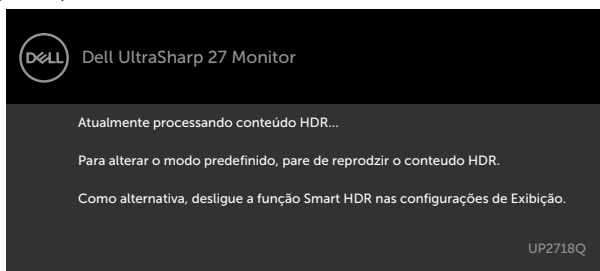 DELL
Dell UltraSharp 27 Monitor
Atualmente processando conteúdo HDR...
Para alterar o modo predefinido, pare de reprodzir o conteudo HDR.
Como alternativa, desligue a função Smart HDR nas configurações de Exibição.
UP2718Q